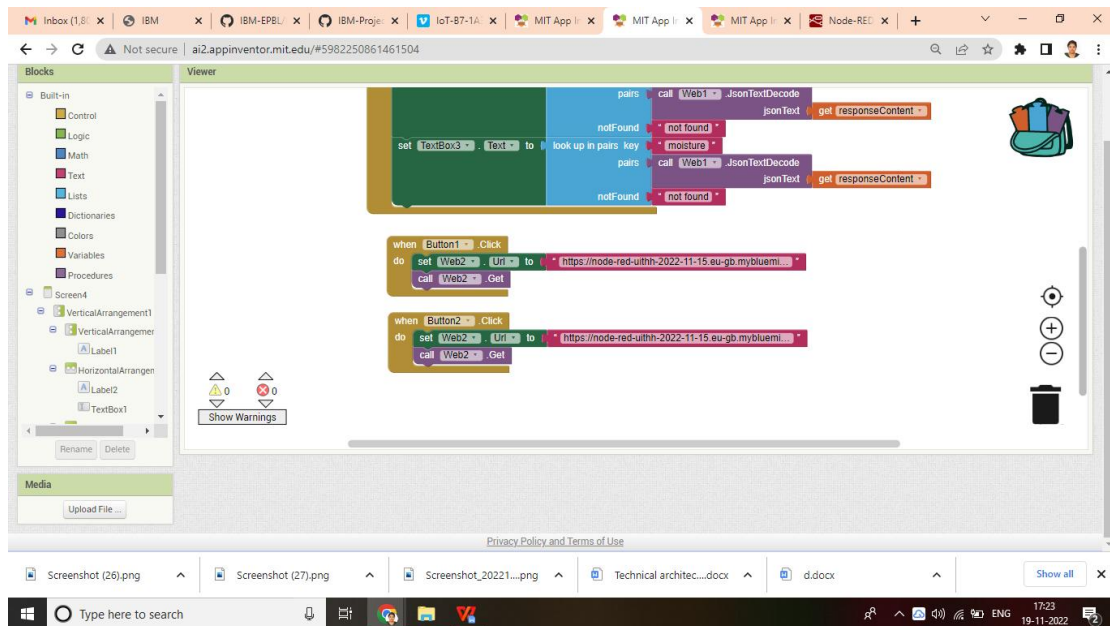 Inbox (1,8
IBM
IBM-EPBL/
IBM-Projec
IoT-B7-1A
MIT App In
MIT App In
MIT App In
Node-RED
Not secure | ai2.appinventor.mit.edu/#5982250861461504
Blocks
Viewer
Built-in
Control
Logic
Math
Text
Lists
Dictionaries
Colors
Variables
Procedures
Screen4
VerticalArrangement1
VerticalArrangemer
Label1
HorizontalArrangen
Label2
TextBox1
Rename Delete
Media
Upload File ...
pairs call Web1 .JsonTextDecode
jsonText get responseContent
notFound " not found "
set TextBox3 . Text to look up in pairs key " moisture "
pairs call Web1 .JsonTextDecode
jsonText get responseContent
notFound " not found "
when Button1 .Click
do set Web2 . Url to " https://node-red-uithh-2022-11-15.eu-gb.mybluemi... "
call Web2 .Get
when Button2 .Click
do set Web2 . Url to " https://node-red-uithh-2022-11-15.eu-gb.mybluemi... "
call Web2 .Get
0 0
Show Warnings
Privacy Policy and Terms of Use
Screenshot (26).png
Screenshot (27).png
Screenshot_20221....png
Technical architec....docx
d.docx
Show all
Type here to search
ENG
17:23
19-11-2022
2